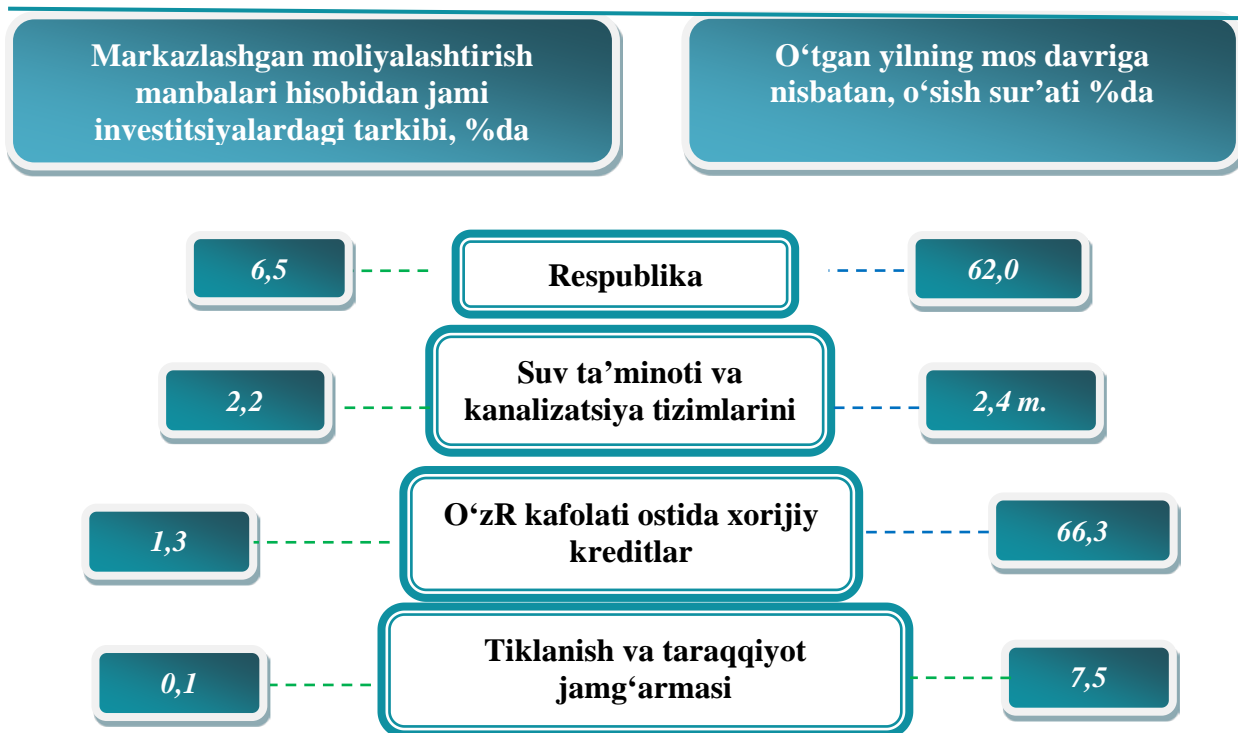 Markazlashgan moliyalashtirish
manbalari hisobidan jami
investitsiyalardagi tarkibi, %da
O‘tgan yilning mos davriga
nisbatan, o‘sish sur’ati %da
6,5
Respublika
62,0
2,2
Suv ta’minoti va
kanalizatsiya tizimlarini
2,4 m.
1,3
O‘zR kafolati ostida xorijiy
kreditlar
66,3
0,1
Tiklanish va taraqqiyot
jamg‘armasi
7,5